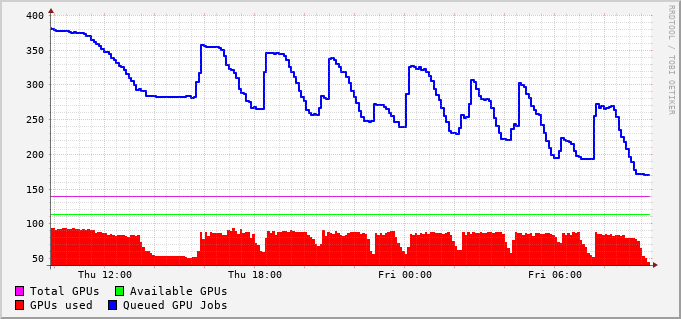 400
350
300
250
200
150
100
50
Thu 12:00 Thu 18:00 Fri 00:00 Fri 06:00
Total GPUs Available GPUs
GPUs used Queued GPU Jobs
RRDTOOL / TOBI OETIKER